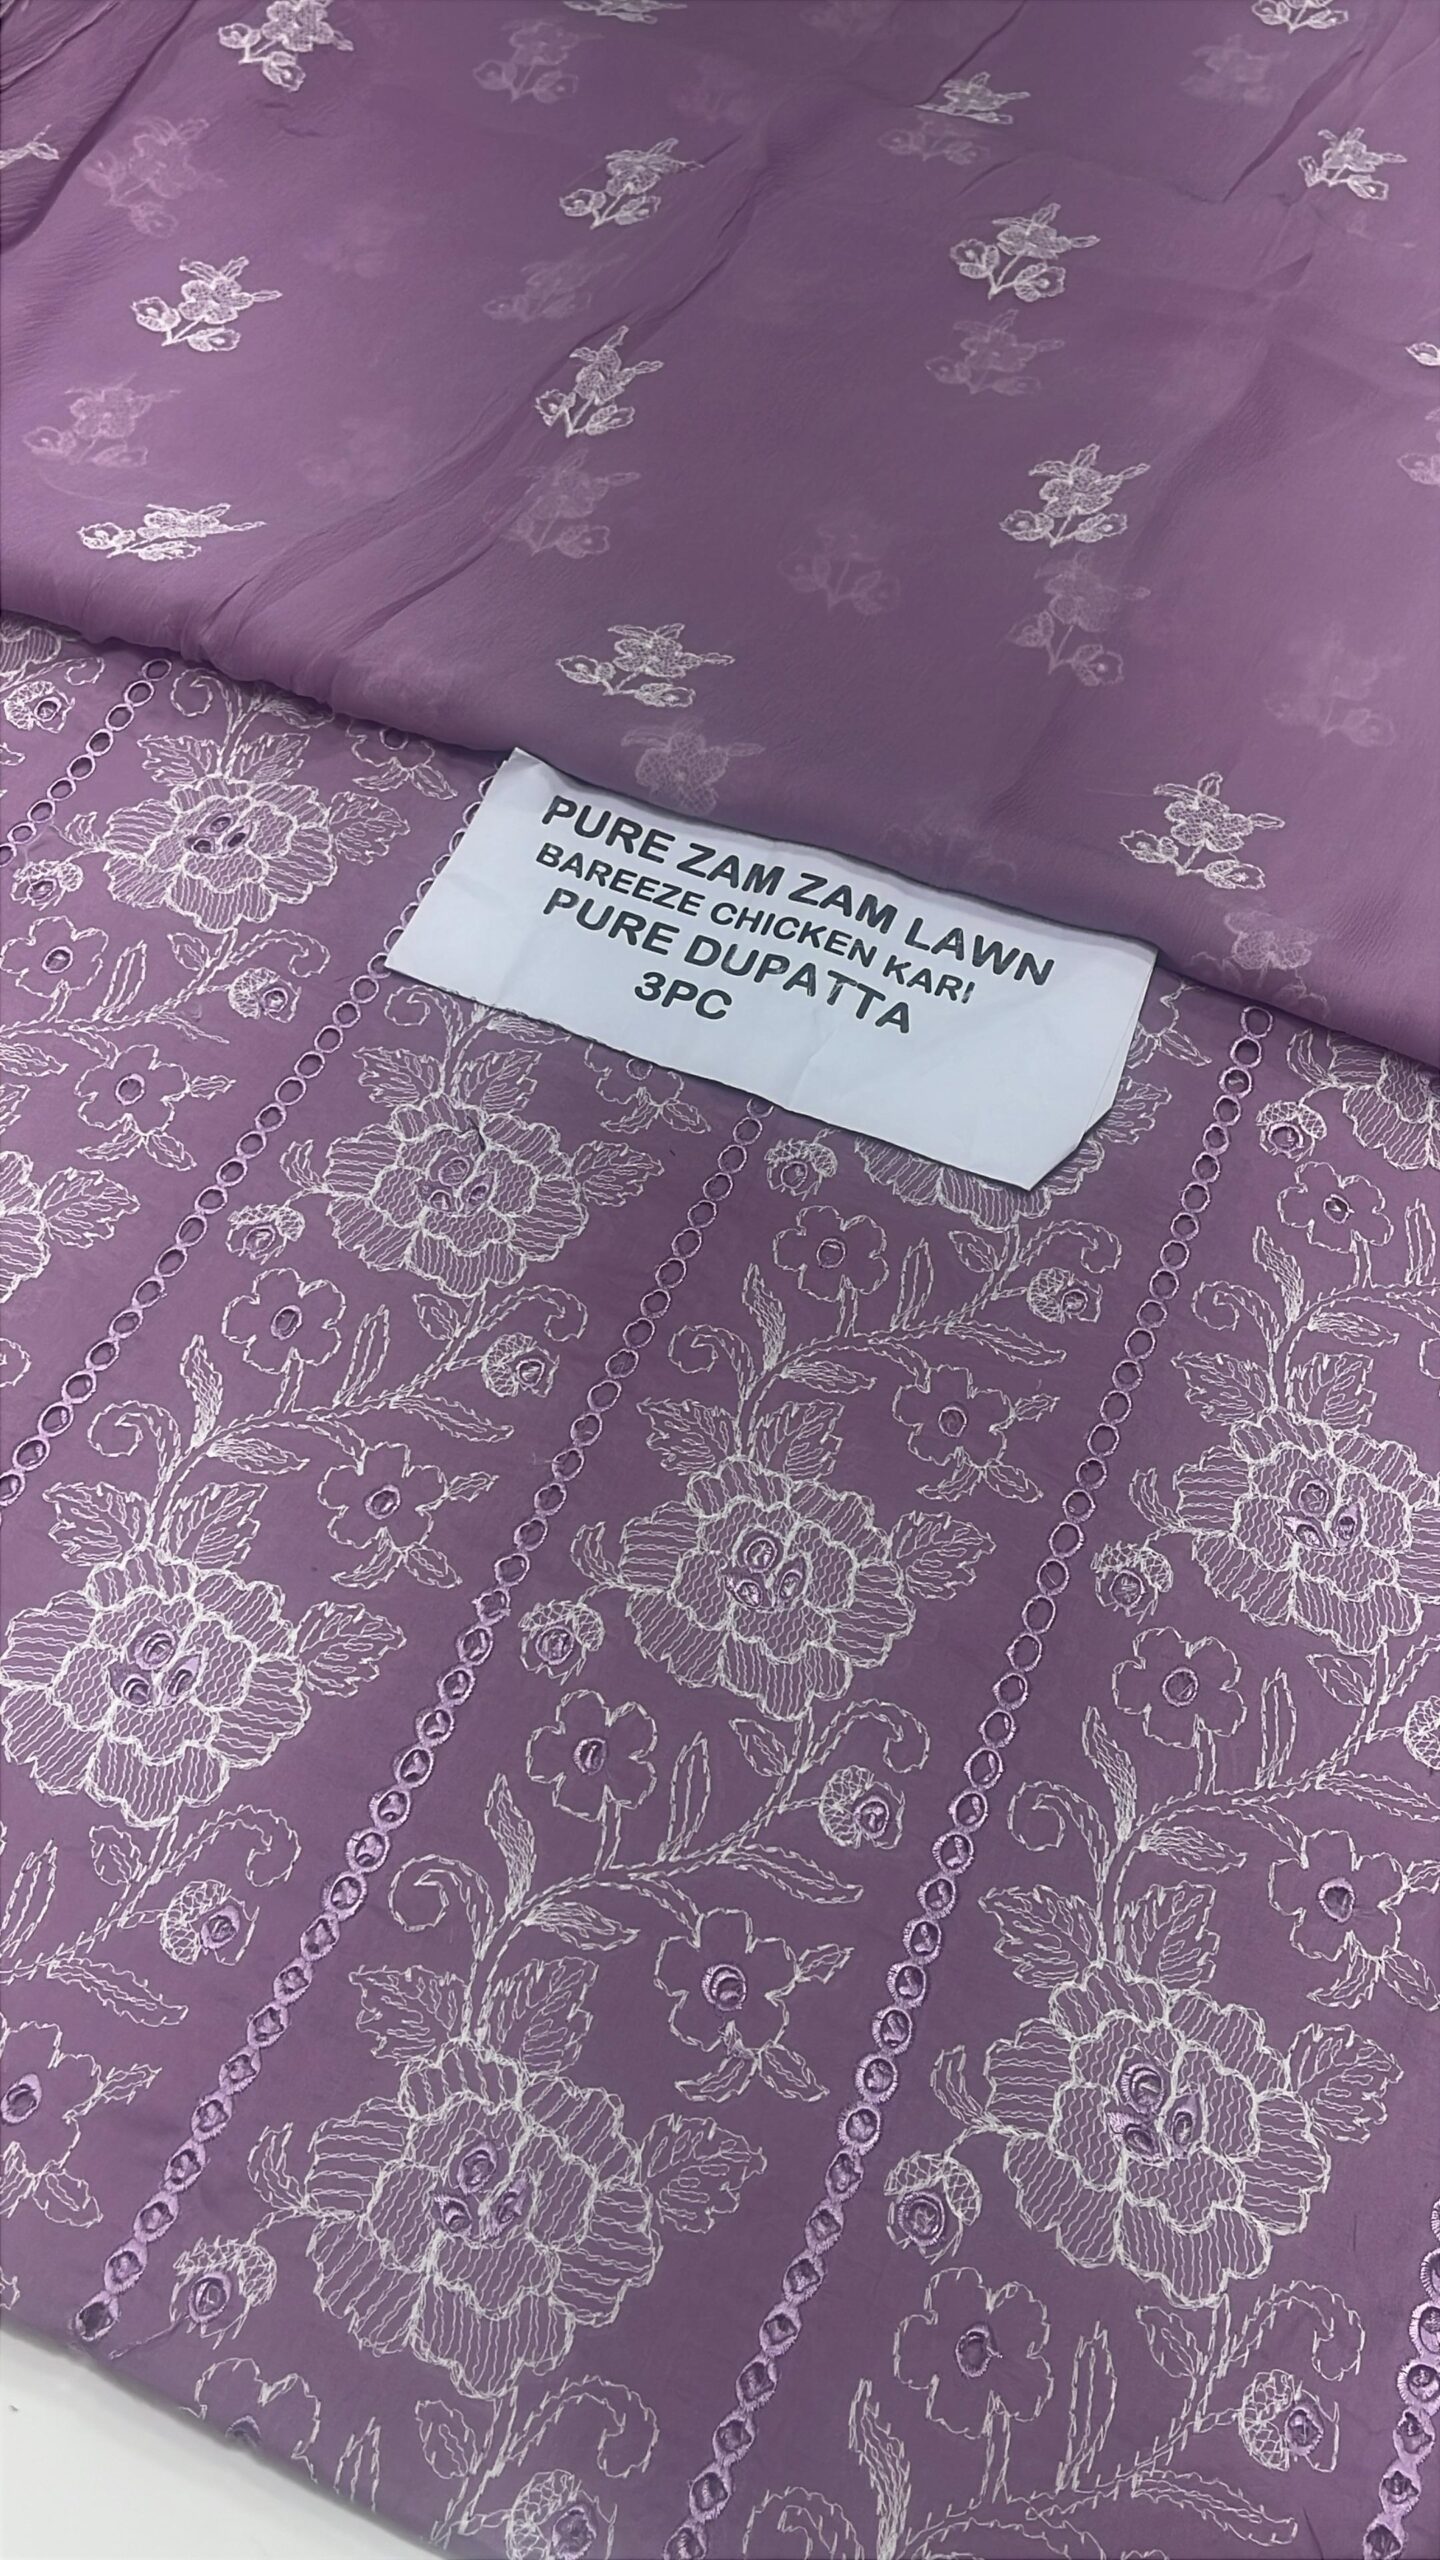 PURE ZAM ZAM LAWN
BAREEZE CHICKEN KARI
PURE DUPATTA
3PC